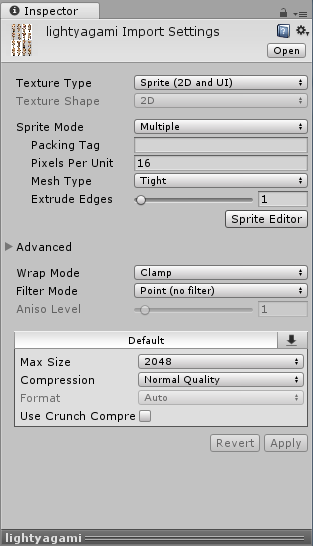 Inspector
lightyagami Import Settings
Open
Texture Type Sprite (2D and UI)
Texture Shape 2D
Sprite Mode Multiple
Packing Tag
Pixels Per Unit 16
Mesh Type Tight
Extrude Edges 1
Sprite Editor
Advanced
Wrap Mode Clamp
Filter Mode Point (no filter)
Aniso Level 1
Default
Max Size 2048
Compression Normal Quality
Format Auto
Use Crunch Compre
Revert Apply
lightyagami